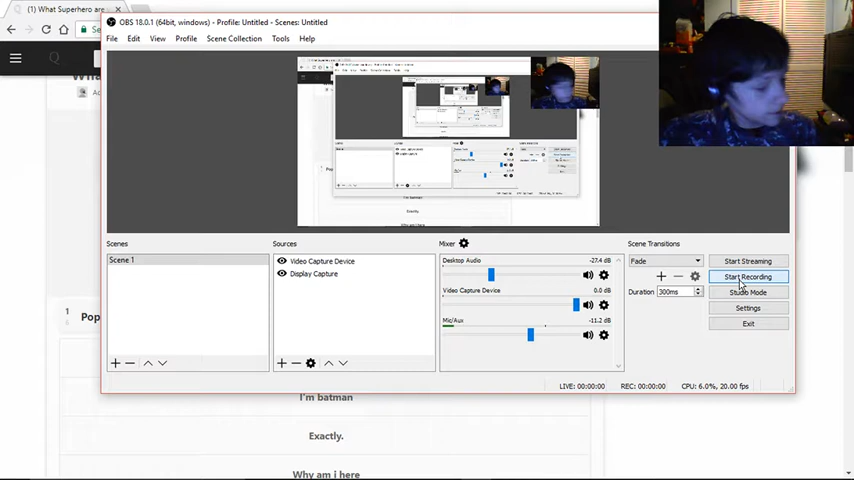 (1) What Superhero are
OBS 18.0.1 (64bit, windows) - Profile: Untitled - Scenes: Untitled
File Edit View Profile Scene Collection Tools Help
Scenes
Scene 1
Sources
Video Capture Device
Display Capture
Mixer
Desktop Audio -27.4 dB
Video Capture Device 0.0 dB
Mic/Aux -11.2 dB
Scene Transitions
Fade
Duration 300ms
Start Streaming
Start Recording
Studio Mode
Settings
Exit
LIVE: 00:00:00 REC: 00:00:00 CPU: 6.0%, 20.00 fps
1
Pop
I'm batman
Exactly.
Why am i here